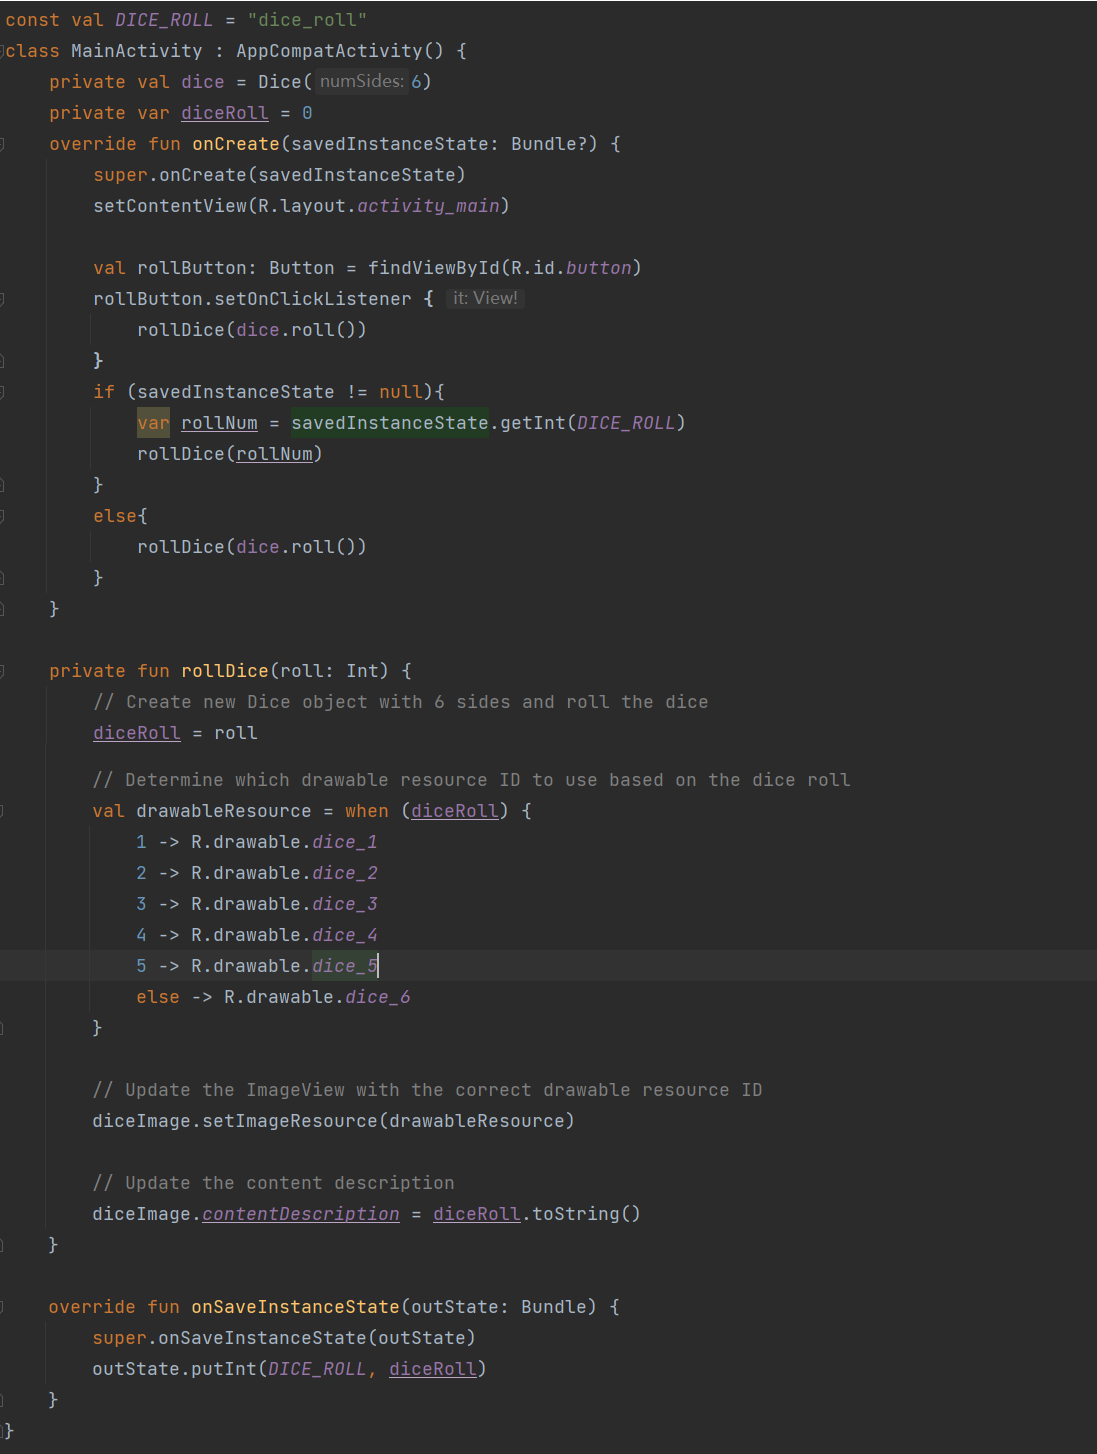 const val DICE_ROLL = "dice_roll"
class MainActivity : AppCompatActivity() {
    private val dice = Dice( numSides: 6)
    private var diceRoll = 0
    override fun onCreate(savedInstanceState: Bundle?) {
        super.onCreate(savedInstanceState)
        setContentView(R.layout.activity_main)

        val rollButton: Button = findViewById(R.id.button)
        rollButton.setOnClickListener { it: View!
            rollDice(dice.roll())
        }
        if (savedInstanceState != null){
            var rollNum = savedInstanceState.getInt(DICE_ROLL)
            rollDice(rollNum)
        }
        else{
            rollDice(dice.roll())
        }
    }

    private fun rollDice(roll: Int) {
        // Create new Dice object with 6 sides and roll the dice
        diceRoll = roll

        // Determine which drawable resource ID to use based on the dice roll
        val drawableResource = when (diceRoll) {
            1 -> R.drawable.dice_1
            2 -> R.drawable.dice_2
            3 -> R.drawable.dice_3
            4 -> R.drawable.dice_4
            5 -> R.drawable.dice_5
            else -> R.drawable.dice_6
        }

        // Update the ImageView with the correct drawable resource ID
        diceImage.setImageResource(drawableResource)

        // Update the content description
        diceImage.contentDescription = diceRoll.toString()
    }

    override fun onSaveInstanceState(outState: Bundle) {
        super.onSaveInstanceState(outState)
        outState.putInt(DICE_ROLL, diceRoll)
    }
}